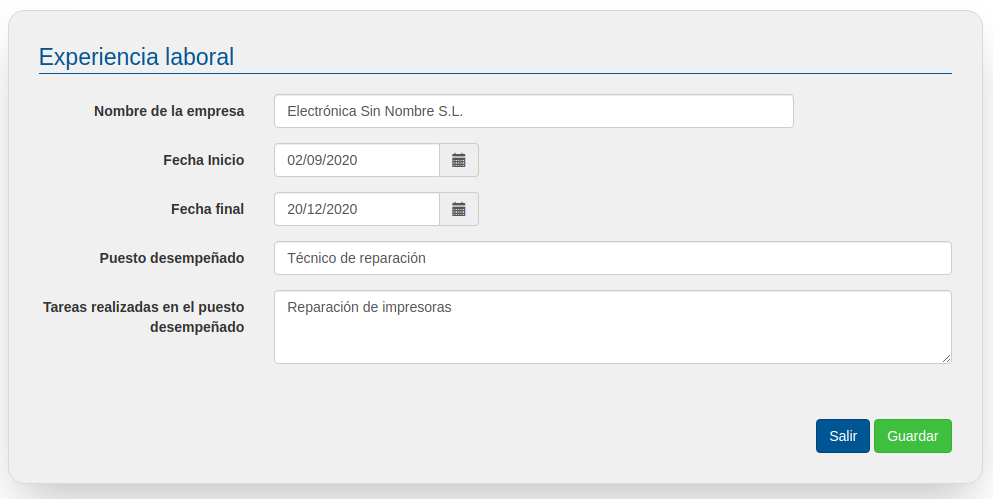 Experiencia laboral
Nombre de la empresa
Electrónica Sin Nombre S.L.
Fecha Inicio
02/09/2020
Fecha final
20/12/2020
Puesto desempeñado
Técnico de reparación
Tareas realizadas en el puesto
desempeñado
Reparación de impresoras
Salir
Guardar